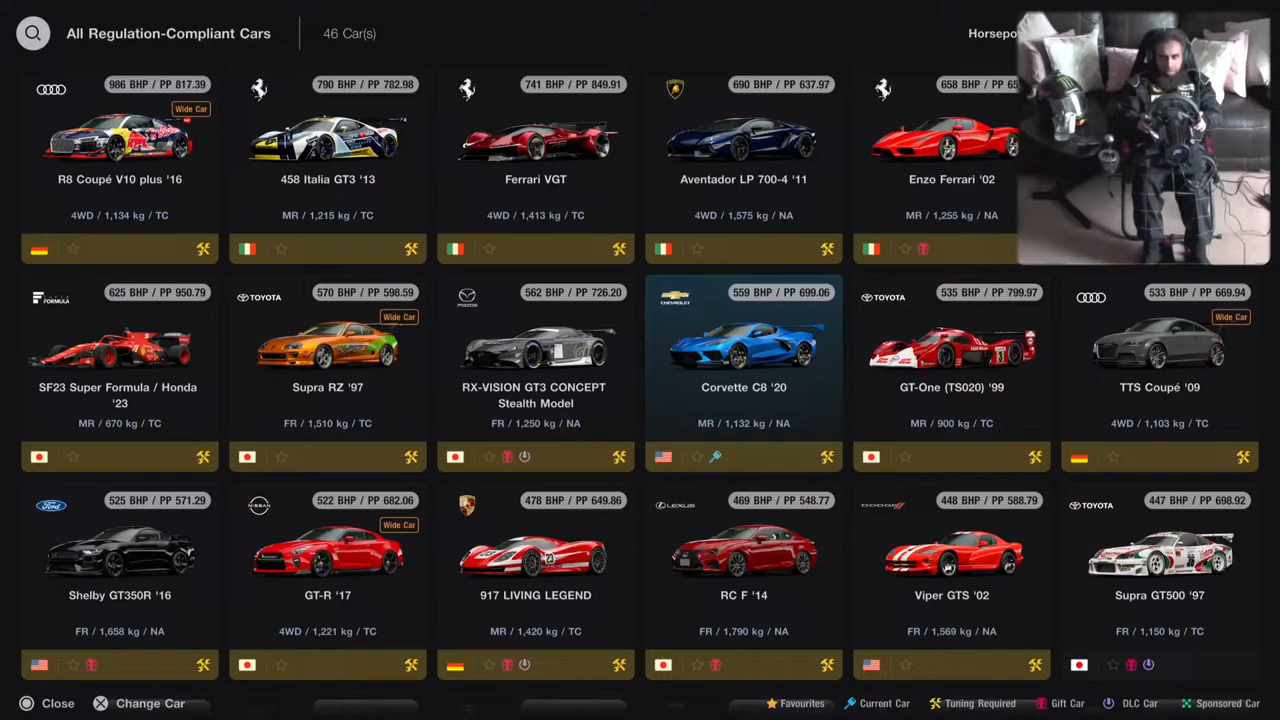 All Regulation-Compliant Cars
46 Car(s)
986 BHP / PP 817.39
790 BHP / PP 782.98
741 BHP / PP 849.91
690 BHP / PP 637.97
658 BHP / PP
Wide Car
R8 Coupé V10 plus '16
458 Italia GT3 '13
Ferrari VGT
Aventador LP 700-4 '11
Enzo Ferrari '02
4WD / 1,134 kg / TC
MR / 1,215 kg / TC
4WD / 1,413 kg / TC
4WD / 1,575 kg / NA
MR / 1,255 kg / NA
FORMULA
625 BHP / PP 950.79
TOYOTA
570 BHP / PP 598.59
mazda
562 BHP / PP 726.20
CHEVROLET
559 BHP / PP 699.06
TOYOTA
535 BHP / PP 799.97
533 BHP / PP 669.94
Wide Car
Wide Car
SF23 Super Formula / Honda '23
Supra RZ '97
RX-VISION GT3 CONCEPT
Stealth Model
Corvette C8 '20
GT-One (TS020) '99
TTS Coupé '09
MR / 670 kg / TC
FR / 1,510 kg / TC
FR / 1,250 kg / NA
MR / 1,132 kg / NA
MR / 900 kg / TC
4WD / 1,103 kg / TC
Ford
525 BHP / PP 571.29
522 BHP / PP 682.06
478 BHP / PP 649.86
LEXUS
469 BHP / PP 548.77
DODGE
448 BHP / PP 588.79
TOYOTA
447 BHP / PP 698.92
Wide Car
23
Shelby GT350R '16
GT-R '17
917 LIVING LEGEND
RC F '14
Viper GTS '02
Supra GT500 '97
FR / 1,658 kg / NA
4WD / 1,221 kg / TC
MR / 1,420 kg / TC
FR / 1,790 kg / NA
FR / 1,569 kg / NA
FR / 1,150 kg / TC
Close
Change Car
Favourites
Current Car
Tuning Required
Gift Car
DLC Car
Sponsored Car